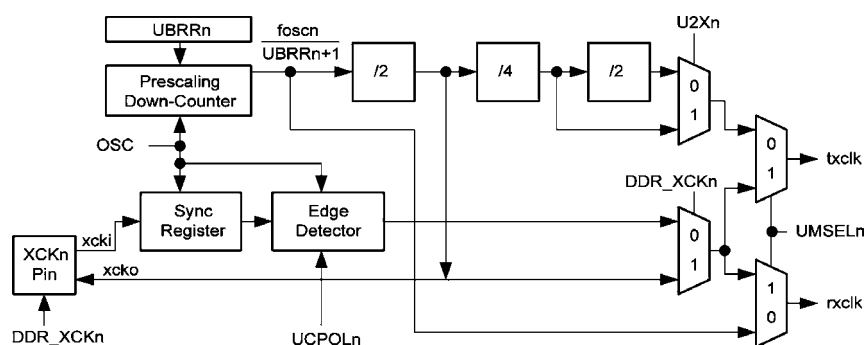 U2Xn
UBRRn
foscn
UBRRn+1
/2
/4
/2
Prescaling
Down-Counter
0
1
OSC
0
1
txclk
DDR_XCKn
Sync
Register
Edge
Detector
0
1
UMSELn
xcki
XCKn
Pin
xcko
1
0
rxclk
DDR_XCKn
UCPOLn